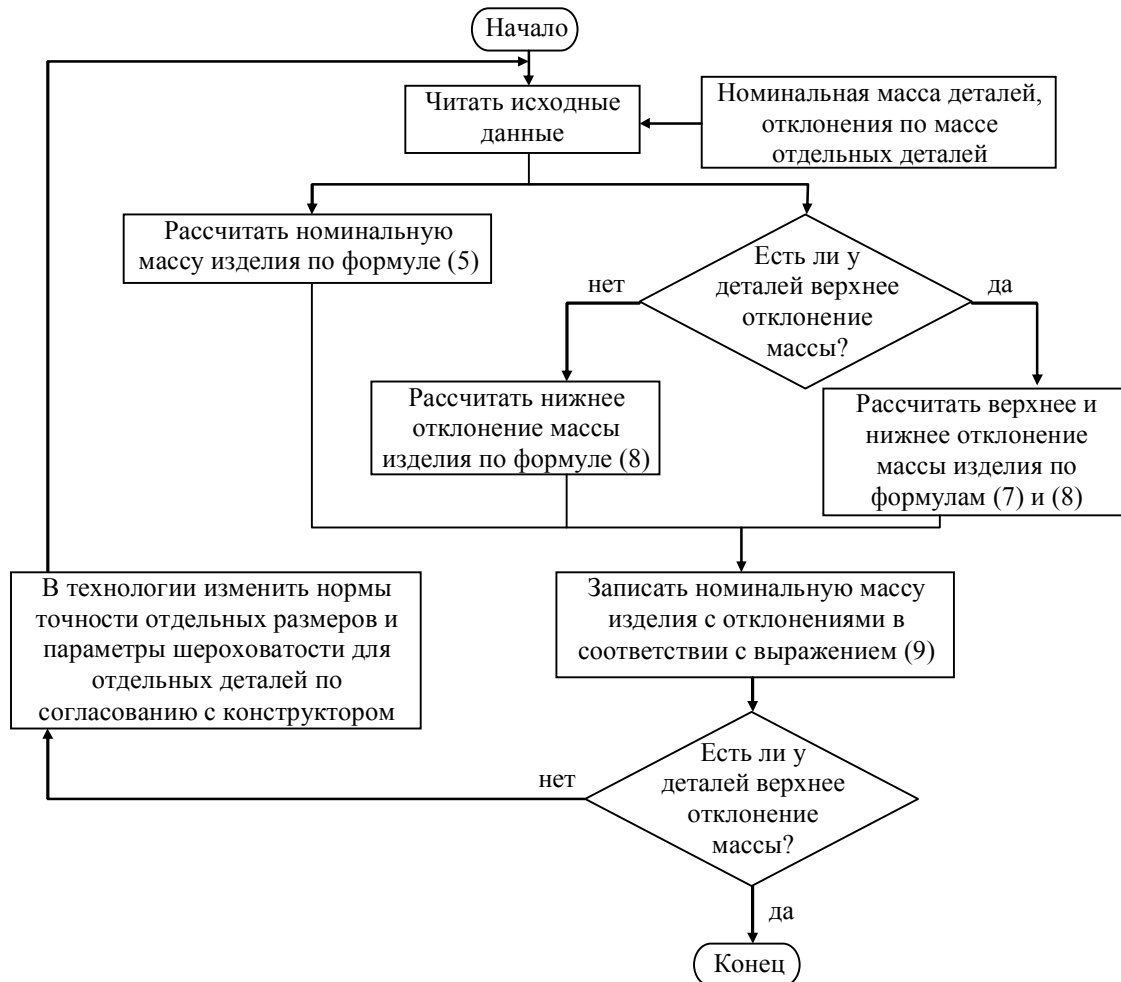 Начало
Читать исходные
данные
Номинальная масса деталей,
отклонения по массе
отдельных деталей
Рассчитать номинальную
массу изделия по формуле (5)
Есть ли у
деталей верхнее
отклонение
массы?
нет
да
Рассчитать нижнее
отклонение массы
изделия по формуле (8)
Рассчитать верхнее и
нижнее отклонение
массы изделия по
формулам (7) и (8)
В технологии изменить нормы
точности отдельных размеров и
параметры шероховатости для
отдельных деталей по
согласованию с конструктором
Записать номинальную массу
изделия с отклонениями в
соответствии с выражением (9)
Есть ли у
деталей верхнее
отклонение
массы?
нет
да
Конец